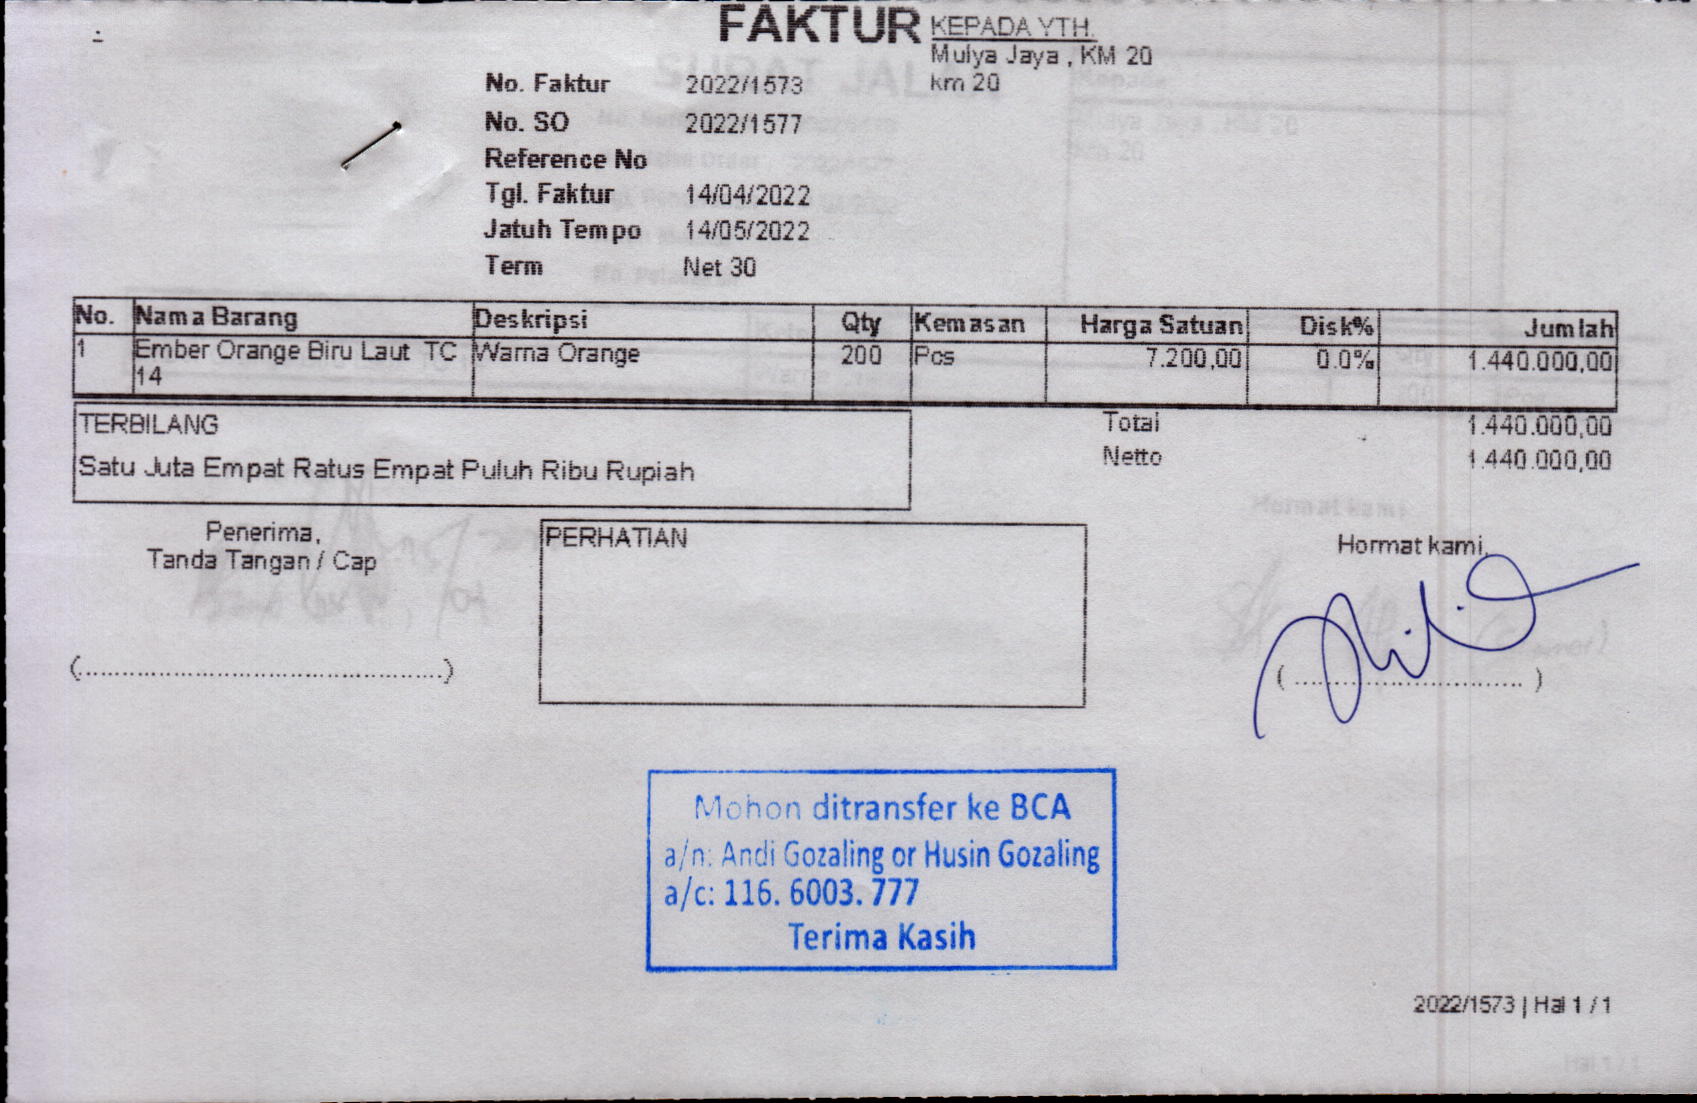 FAKTUR
KEPADA YTH.
Mulya Jaya , KM 20
km 20
No. Faktur 2022/1573
No. SO 2022/1577
Reference No
Tgl. Faktur 14/04/2022
Jatuh Tempo 14/05/2022
Term Net 30
No. Nama Barang Deskripsi Qty Kemasan Harga Satuan Disk% Jumlah
1 Ember Orange Biru Laut TC Warna Orange 200 Pcs 7.200,00 0.0% 1.440.000,00
14
TERBILANG
Satu Juta Empat Ratus Empat Puluh Ribu Rupiah
Total 1.440.000,00
Netto 1.440.000,00
Penerima,
Tanda Tangan / Cap
(.................................................)
PERHATIAN
Hormat kami,
( .................................. )
Mohon ditransfer ke BCA
a/n: Andi Gozaling or Husin Gozaling
a/c: 116. 6003. 777
Terima Kasih
2022/1573 | Hal 1 / 1